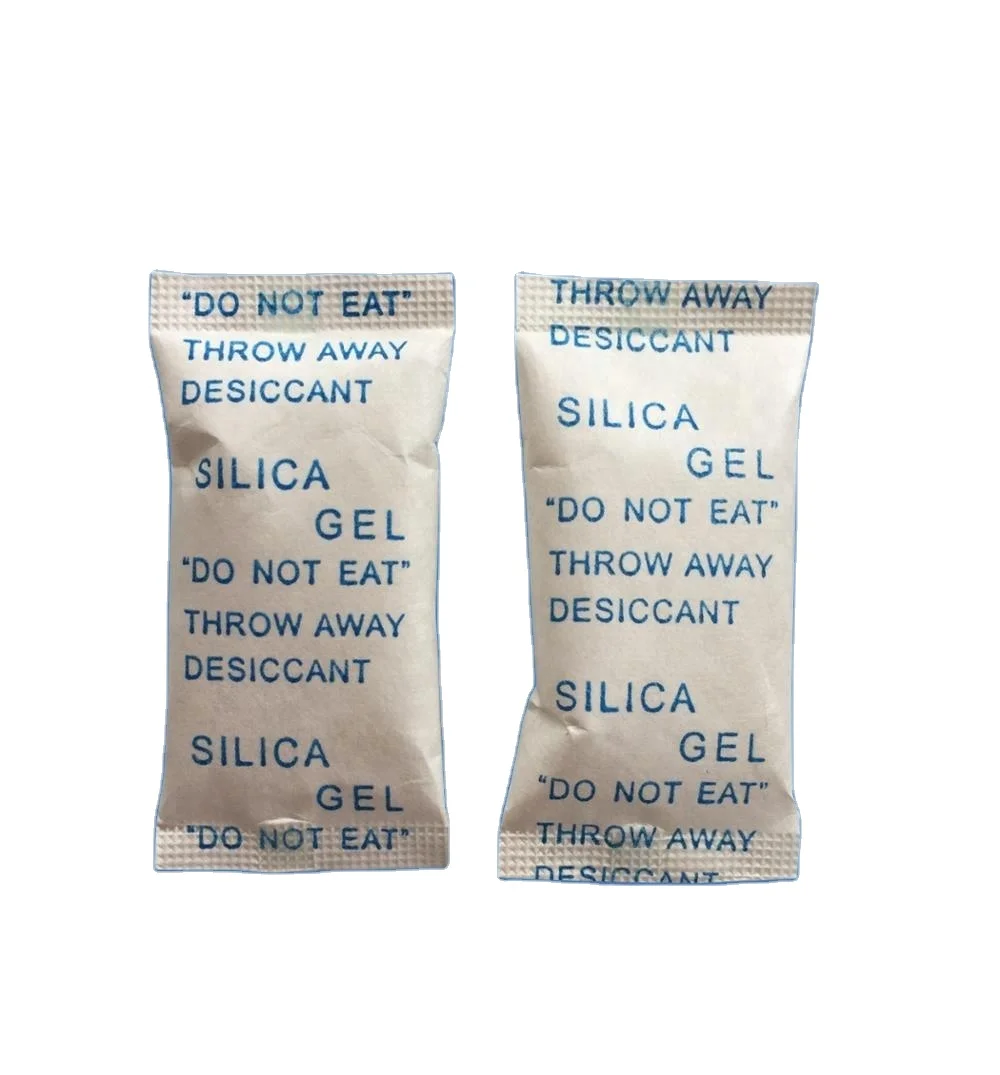 “DO NOT EAT”
THROW AWAY
DESICCANT
SILICA
GEL
“DO NOT EAT”
THROW AWAY
DESICCANT
SILICA
GEL
“DO NOT EAT”
THROW AWAY
DESICCANT
SILICA
GEL
“DO NOT EAT”
THROW AWAY
DESICCANT
SILICA
GEL
“DO NOT EAT”
THROW AWAY
DESICCANT